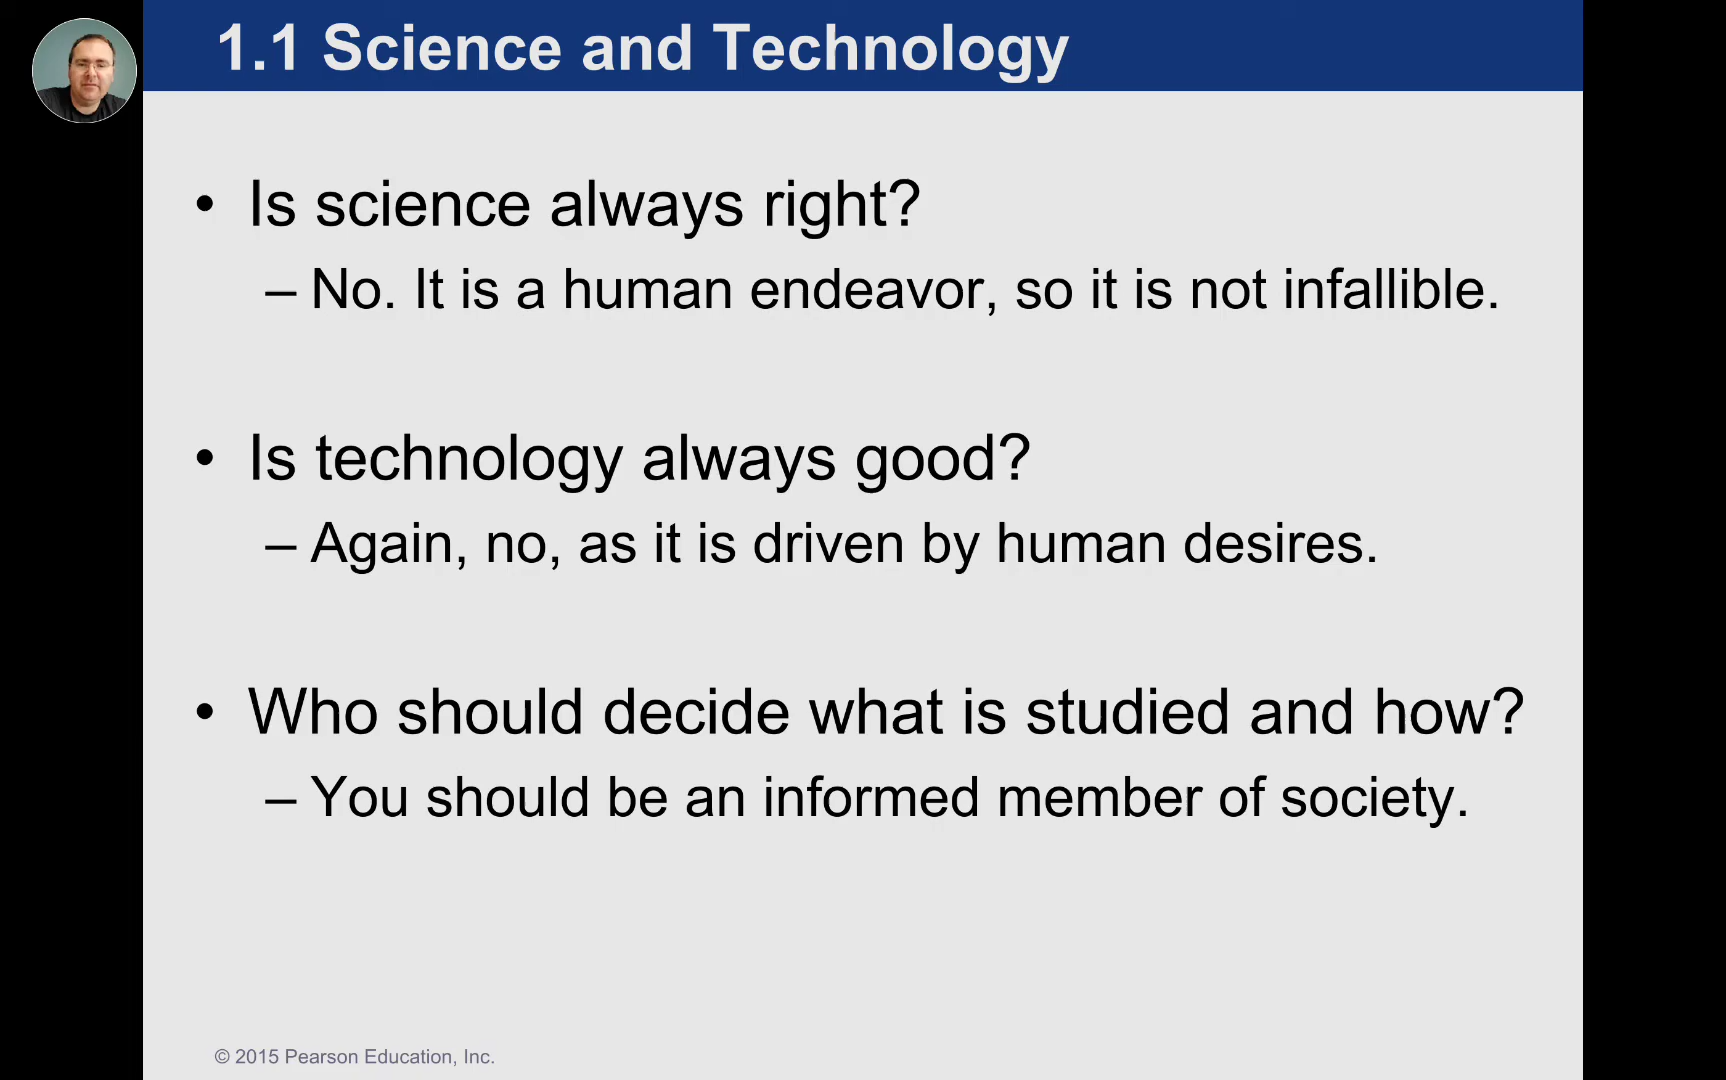 1.1 Science and Technology
• Is science always right?
– No. It is a human endeavor, so it is not infallible.
• Is technology always good?
– Again, no, as it is driven by human desires.
• Who should decide what is studied and how?
– You should be an informed member of society.
© 2015 Pearson Education, Inc.